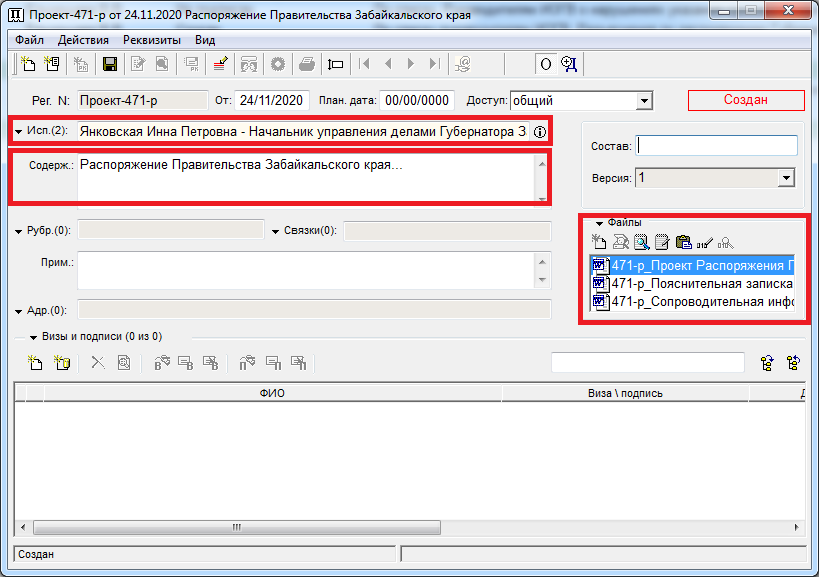 Проект-471-р от 24.11.2020 Распоряжение Правительства Забайкальского края
Файл Действия Реквизиты Вид
Рег. N: Проект-471-р От: 24/11/2020 План. дата: 00/00/0000 Доступ: общий Создан
Исп.(2): Янковская Инна Петровна - Начальник управления делами Губернатора З
Содерж.: Распоряжение Правительства Забайкальского края...
Состав:
Версия: 1
Рубр.(0): Связки(0):
Прим.:
Адр.(0):
Файлы
471-р_Проект Распоряжения П
471-р_Пояснительная записка
471-р_Сопроводительная инфо
Визы и подписи (0 из 0)
ФИО Виза \ подпись
Создан